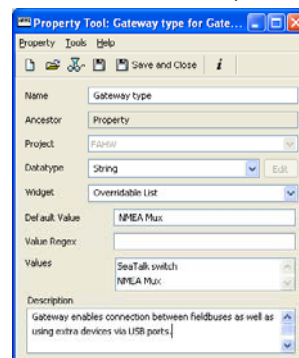 Property Tool: Gateway type for Gate...
Property Tools Help
Save and Close i
Name Gateway type
Ancestor Property
Project FAHW
Datatype String Edit
Widget Overridable List
Default Value NMEA Mux
Value Regex
Values SeaTalk switch
NMEA Mux
Description
Gateway enables connection between fieldbuses as well as
using extra devices via USB ports.